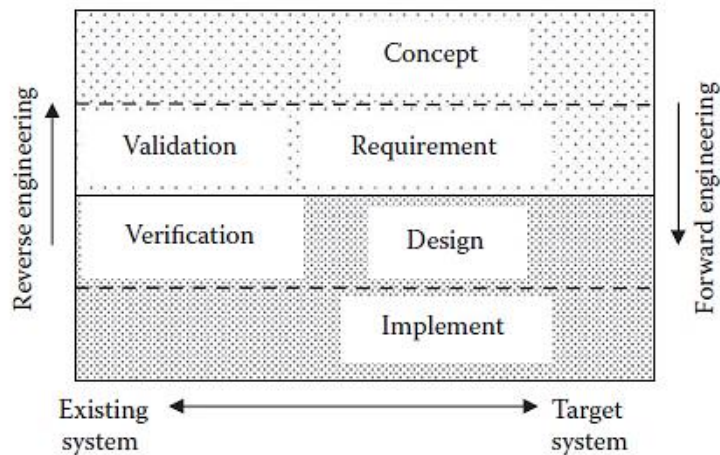 Concept
Validation
Requirement
Verification
Design
Implement
Reverse engineering
Forward engineering
Existing
system
Target
system